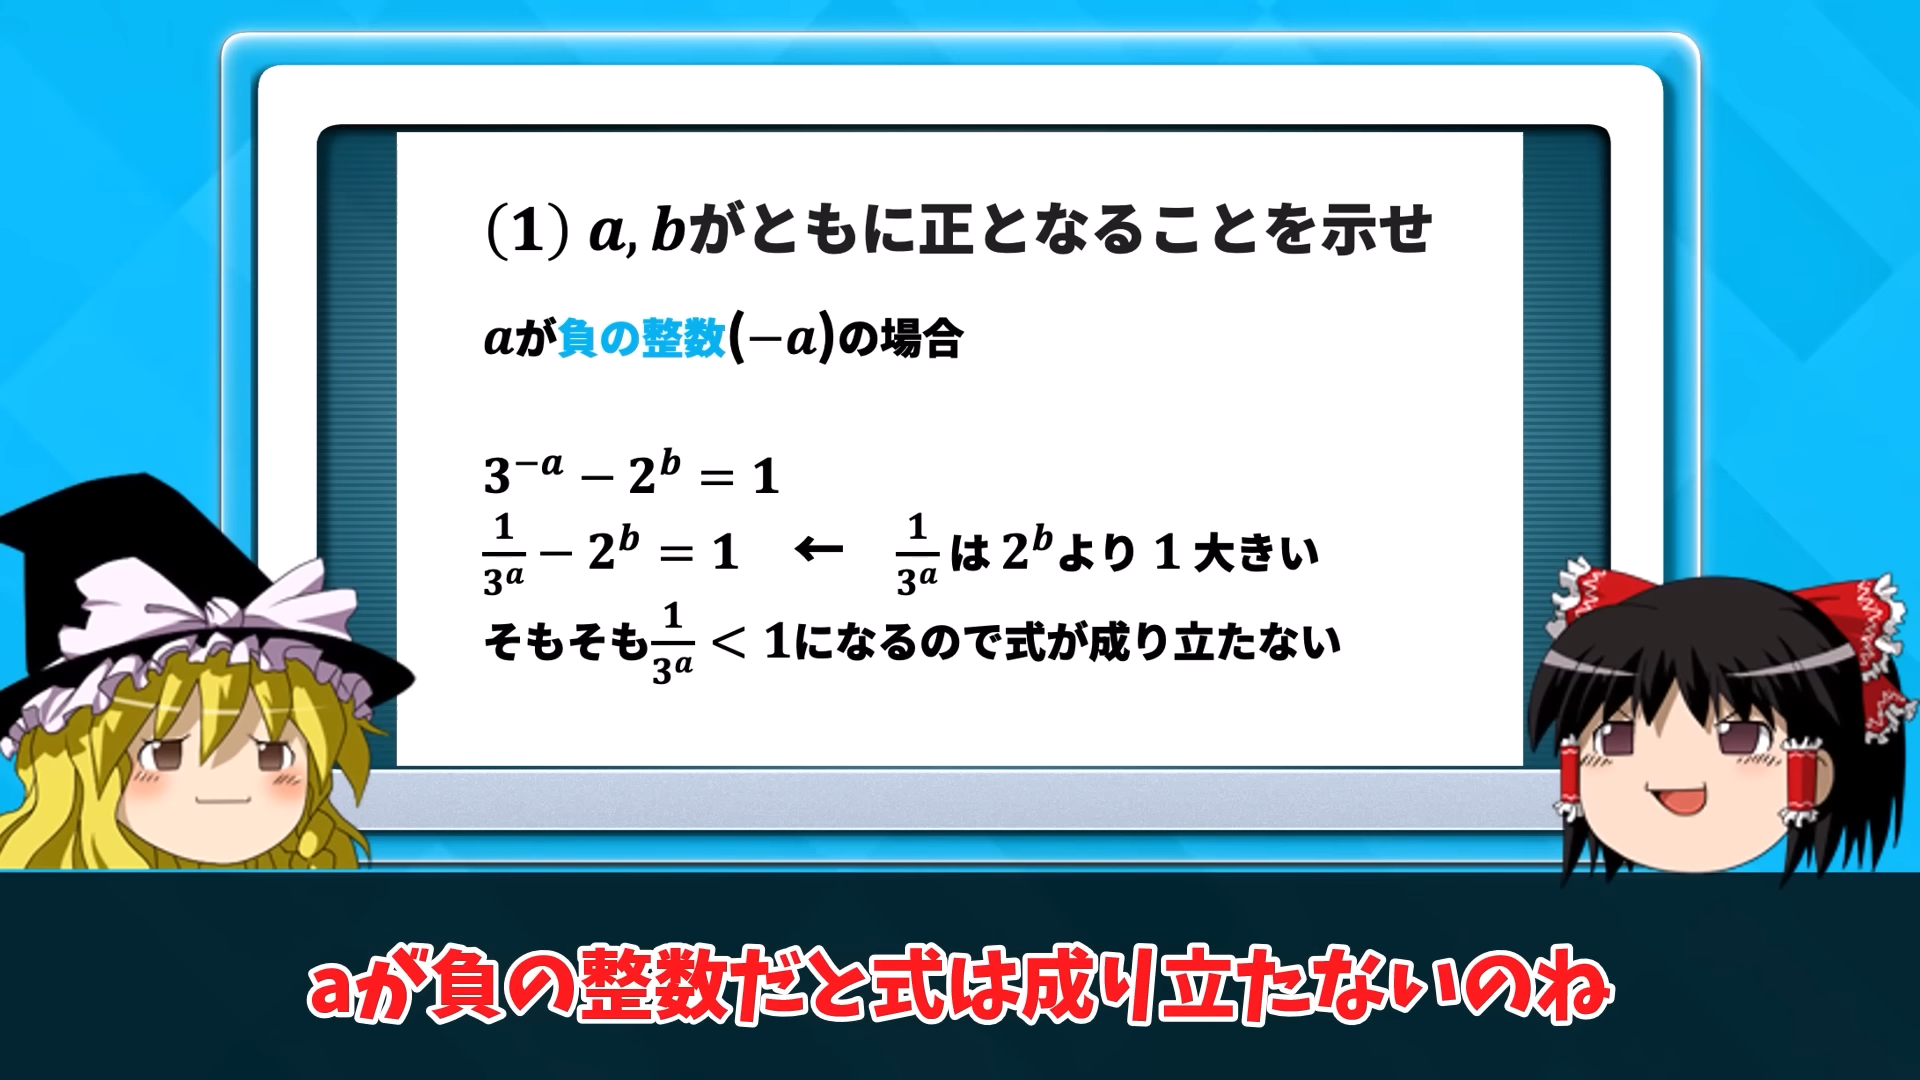 (1) a, bがともに正となることを示せ
aが負の整数(−a)の場合
3^{−a} − 2^b = 1
1/3^a − 2^b = 1 ← 1/3^a は 2^bより 1 大きい
そもそも1/3^a < 1になるので式が成り立たない
aが負の整数だと式は成り立たないのね